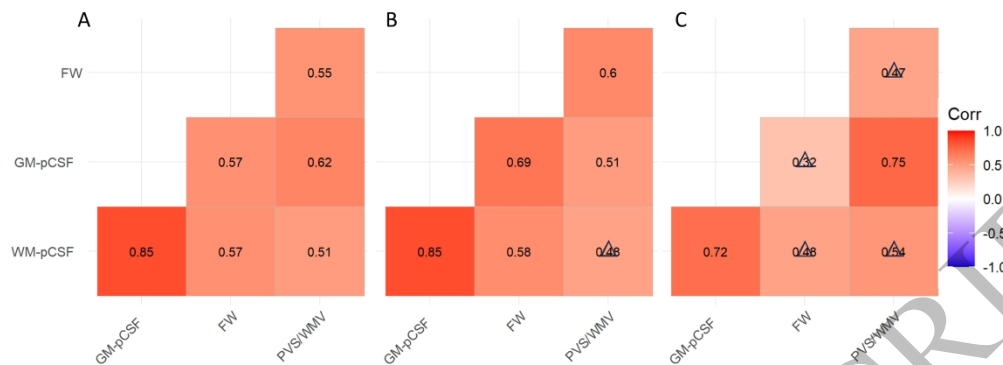 A
B
C
FW
0.55
0.6
0.47
Corr
1.0
0.5
0.0
-0.5
-1.0
GM-pCSF
0.57
0.62
0.69
0.51
0.32
0.75
WM-pCSF
0.85
0.57
0.51
0.85
0.58
0.72
0.54
GM-pCSF
FW
PVS/WMV
GM-pCSF
FW
PVS/WMV
GM-pCSF
FW
PVS/WMV